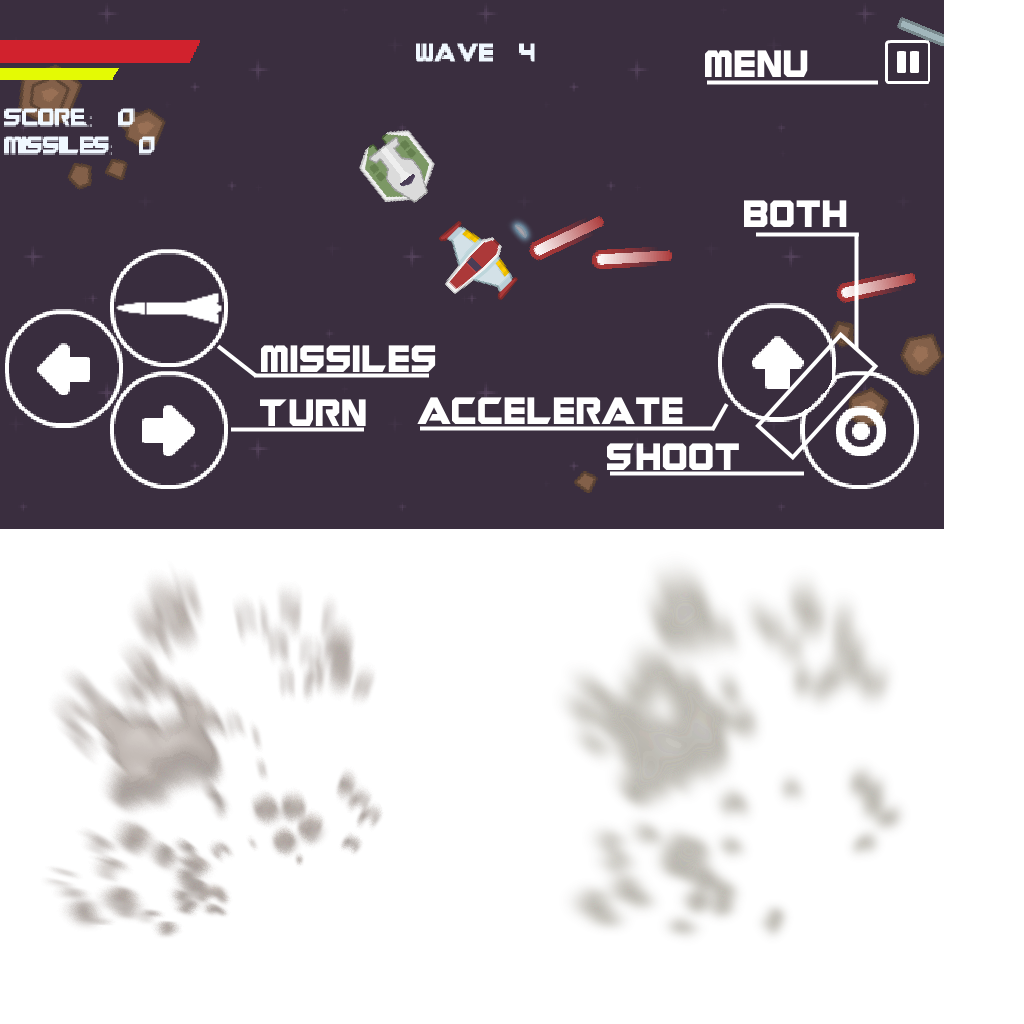 WAVE 4
MENU
SCORE: 0
MISSILES: 0
BOTH
MISSILES
TURN
ACCELERATE
SHOOT